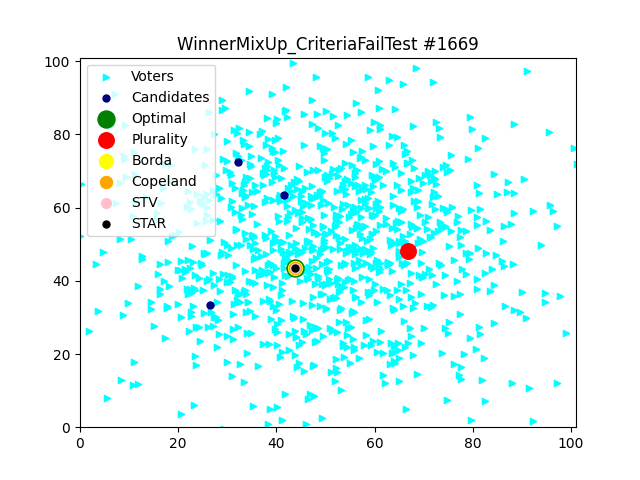 WinnerMixUp_CriteriaFailTest #1669
100
80
60
40
20
0
Voters
Candidates
Optimal
Plurality
Borda
Copeland
STV
STAR
0 20 40 60 80 100